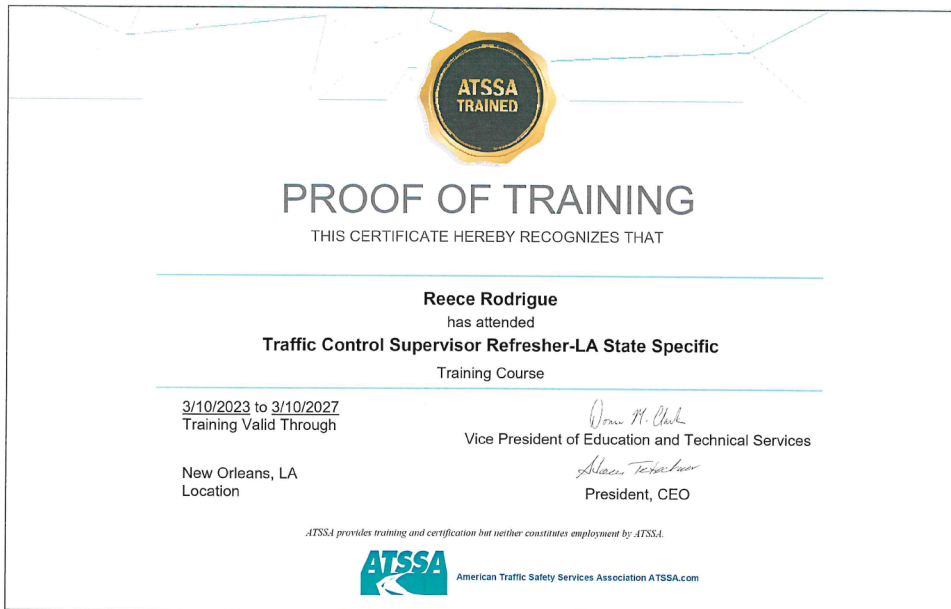 ATSSA
TRAINED
PROOF OF TRAINING
THIS CERTIFICATE HEREBY RECOGNIZES THAT
Reece Rodrigue
has attended
Traffic Control Supervisor Refresher-LA State Specific
Training Course
3/10/2023 to 3/10/2027
Training Valid Through
Donna M. Clark
Vice President of Education and Technical Services
New Orleans, LA
Location
President, CEO
ATSSA provides training and certification but neither constitutes employment by ATSSA.
ATSSA
American Traffic Safety Services Association ATSSA.com